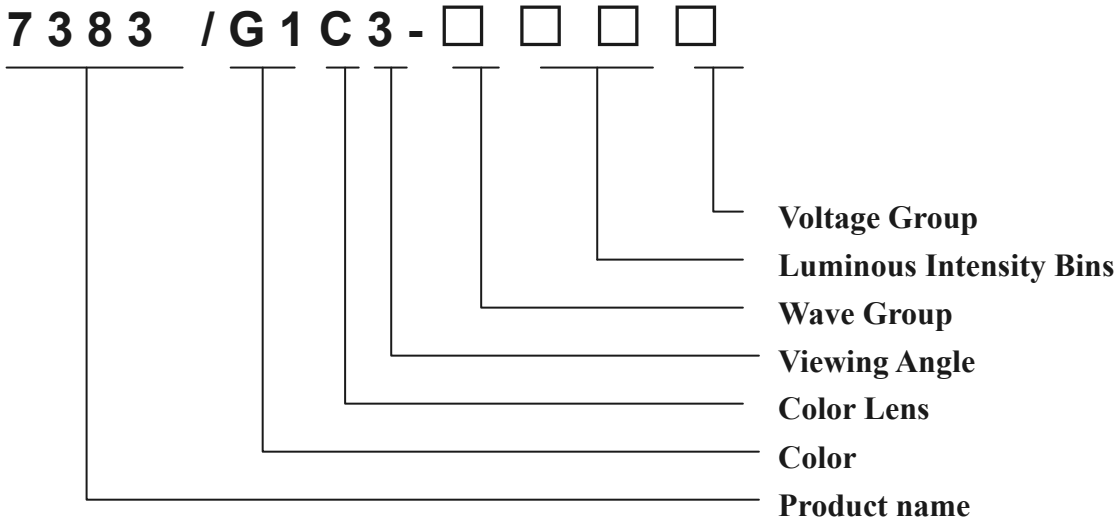 7383 /G1C3-□ □ □ □
Voltage Group
Luminous Intensity Bins
Wave Group
Viewing Angle
Color Lens
Color
Product name